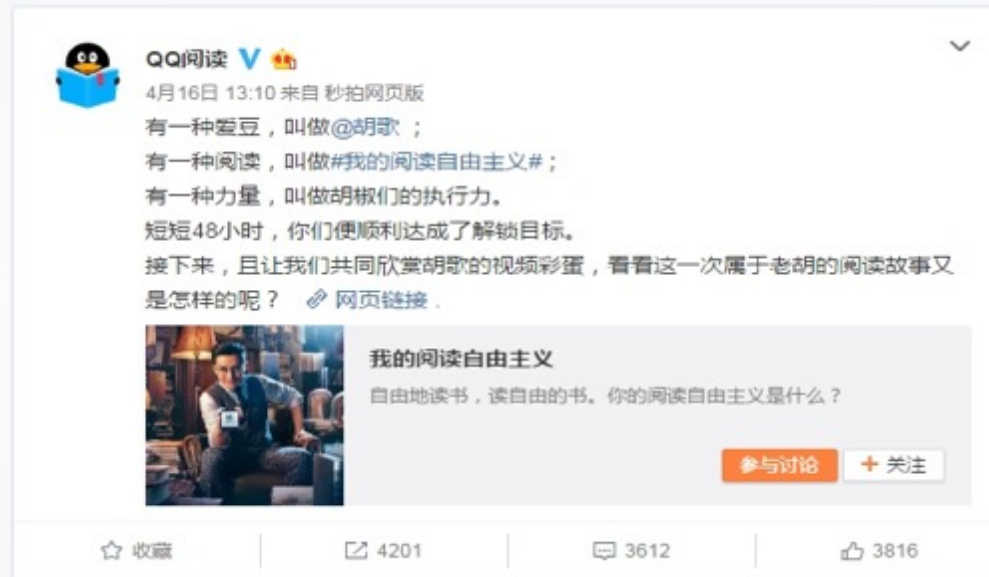 QQ阅读
4月16日 13:10 来自 秒拍网页版
有一种爱豆，叫做@胡歌 ；
有一种阅读，叫做#我的阅读自由主义#；
有一种力量，叫做胡椒们的执行力。
短短48小时，你们便顺利达成了解锁目标。
接下来，且让我们共同欣赏胡歌的视频彩蛋，看看这一次属于老胡的阅读故事又
是怎样的呢？ 网页链接 .
我的阅读自由主义
自由地读书，读自由的书。你的阅读自由主义是什么？
参与讨论 + 关注
收藏 4201 3612 3816